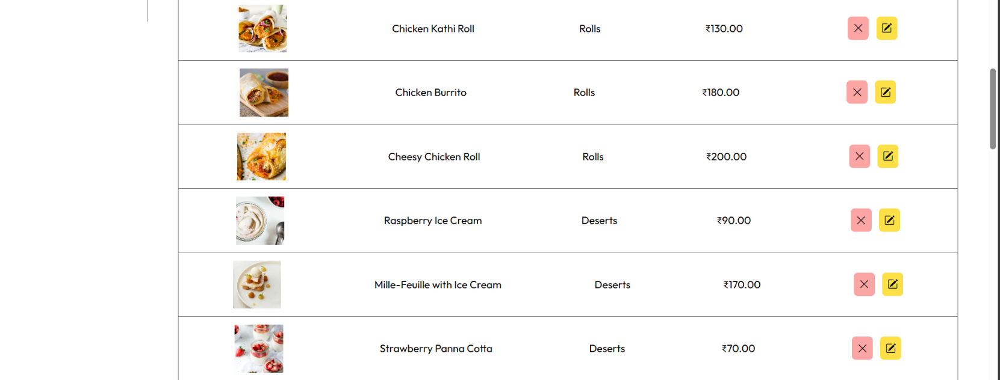 Chicken Kathi Roll Rolls ₹130.00
Chicken Burrito Rolls ₹180.00
Cheesy Chicken Roll Rolls ₹200.00
Raspberry Ice Cream Deserts ₹90.00
Mille-Feuille with Ice Cream Deserts ₹170.00
Strawberry Panna Cotta Deserts ₹70.00